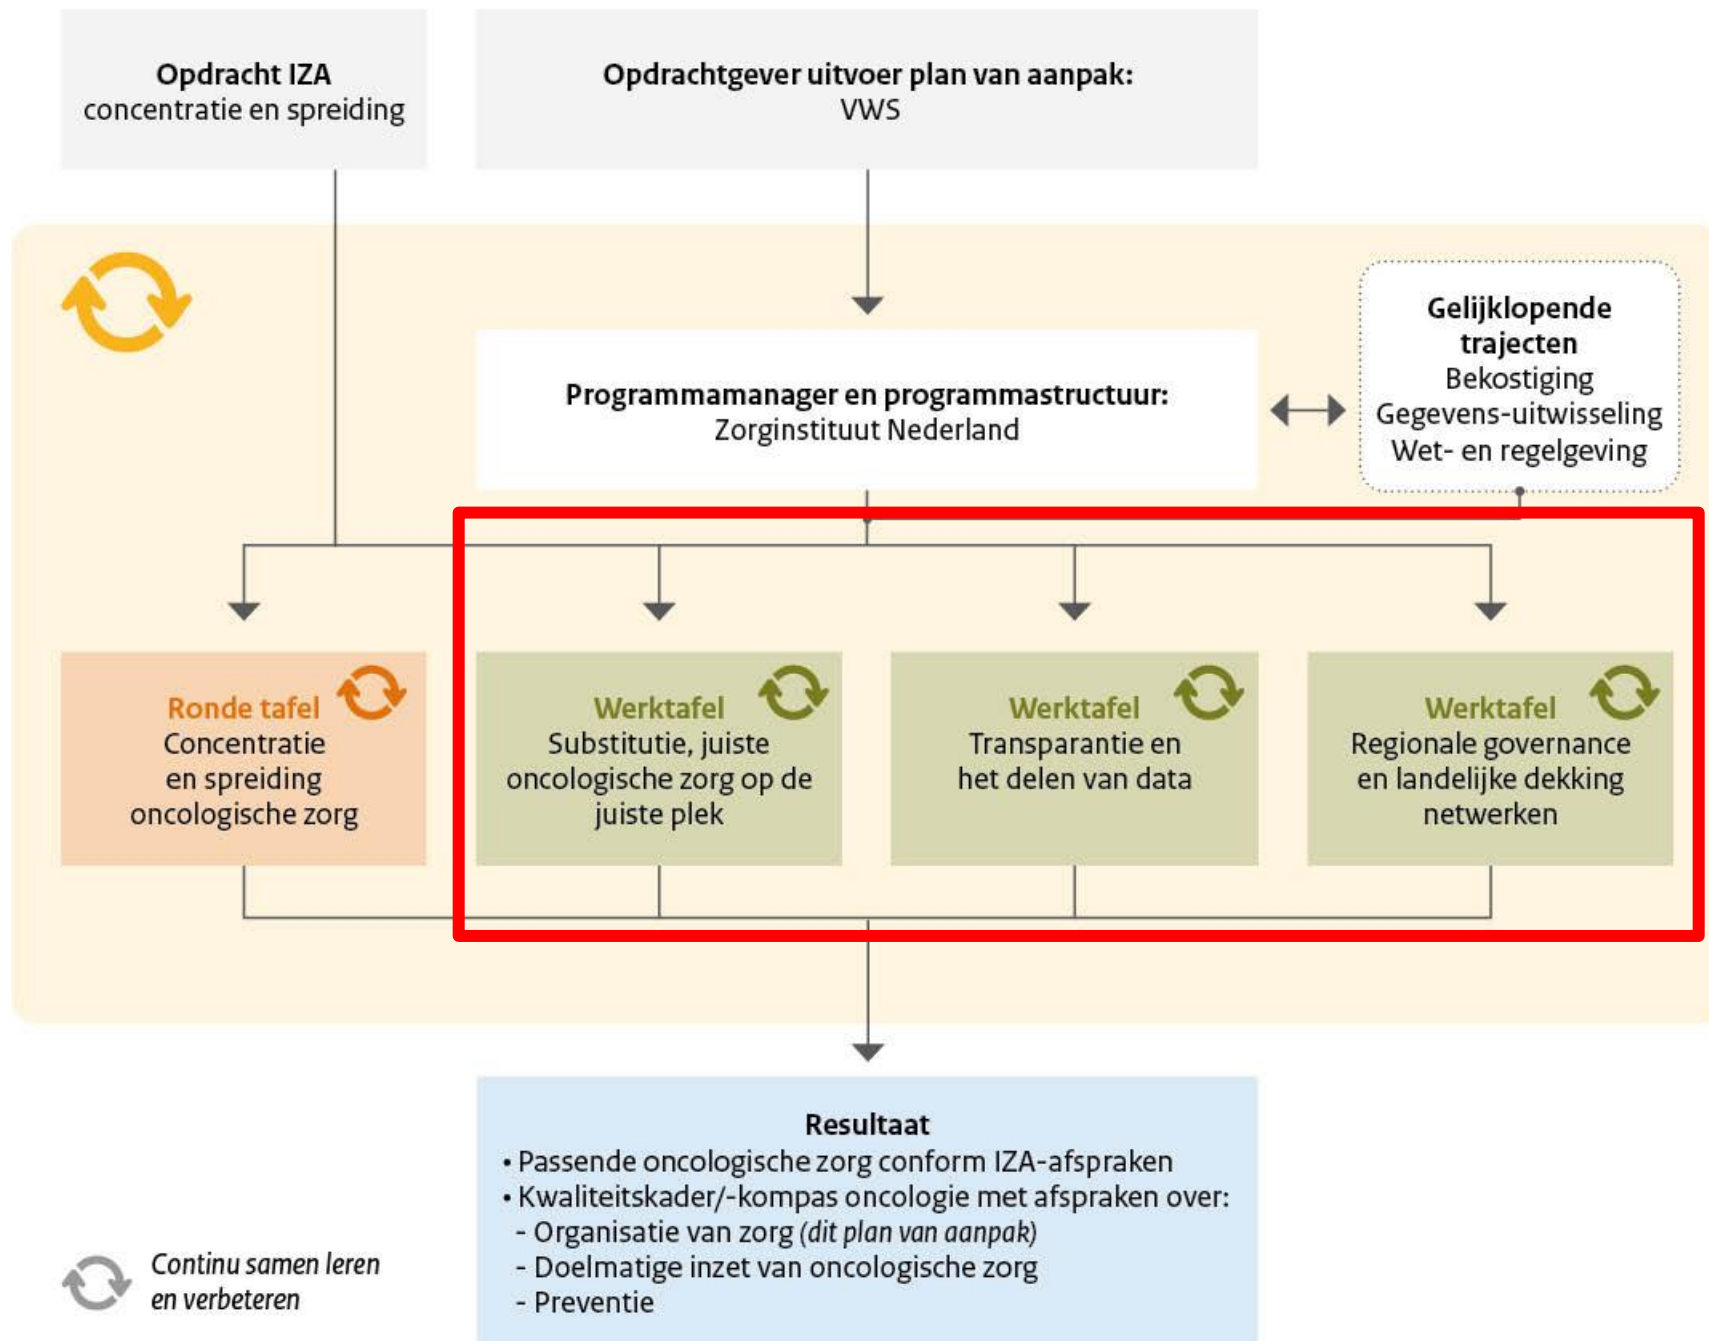 Opdracht IZA
concentratie en spreiding
Opdrachtgever uitvoer plan van aanpak:
VWS
Gelijklopende
trajecten
Bekostiging
Gegevens-uitwisseling
Wet- en regelgeving
Programmamanager en programmastructuur:
Zorginstituut Nederland
Ronde tafel
Concentratie
en spreiding
oncologische zorg
Werktafel
Substitutie, juiste
oncologische zorg op de
juiste plek
Werktafel
Transparantie en
het delen van data
Werktafel
Regionale governance
en landelijke dekking
netwerken
Resultaat
• Passende oncologische zorg conform IZA-afspraken
• Kwaliteitskader/-kompas oncologie met afspraken over:
- Organisatie van zorg (dit plan van aanpak)
- Doelmatige inzet van oncologische zorg
- Preventie
Continu samen leren
en verbeteren